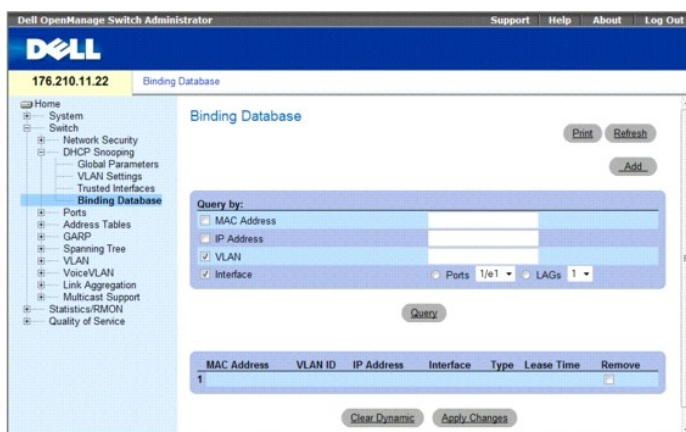 Dell OpenManage Switch Administrator
Support Help About Log Out
DELL
176.210.11.22
Binding Database
Home
System
Switch
Network Security
DHCP Snooping
Global Parameters
VLAN Settings
Trusted Interfaces
Binding Database
Ports
Address Tables
GARP
Spanning Tree
VLAN
VoiceVLAN
Link Aggregation
Multicast Support
Statistics/RMON
Quality of Service
Binding Database
Print Refresh
Add
Query by:
MAC Address
IP Address
VLAN
Interface Ports 1/e1 LAGs 1
Query
MAC Address VLAN ID IP Address Interface Type Lease Time Remove
1
Clear Dynamic Apply Changes